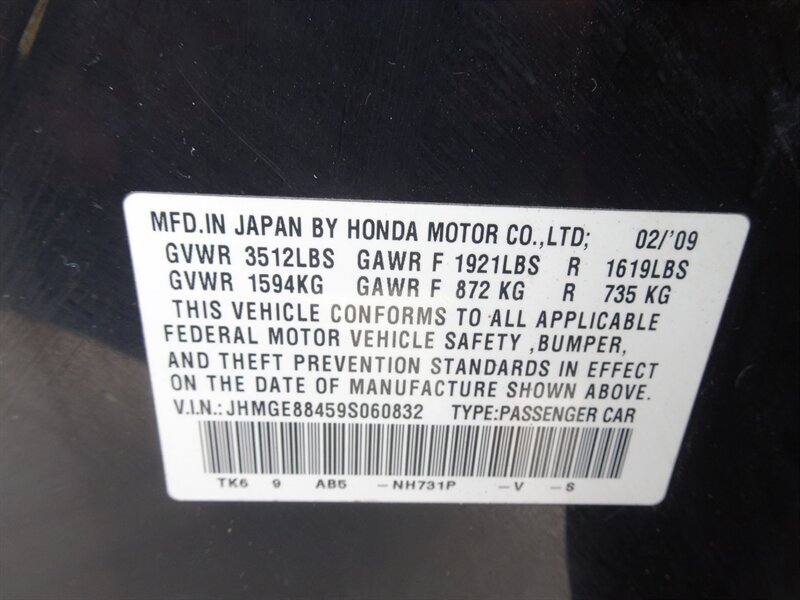 MFD.IN JAPAN BY HONDA MOTOR CO.,LTD; 02/'09
GVWR 3512LBS GAWR F 1921LBS R 1619LBS
GVWR 1594KG GAWR F 872 KG R 735 KG
THIS VEHICLE CONFORMS TO ALL APPLICABLE
FEDERAL MOTOR VEHICLE SAFETY ,BUMPER,
AND THEFT PREVENTION STANDARDS IN EFFECT
ON THE DATE OF MANUFACTURE SHOWN ABOVE.
V.I.N.:JHMGE88459S060832 TYPE:PASSENGER CAR
TK6 9 AB5 -NH731P -V -S